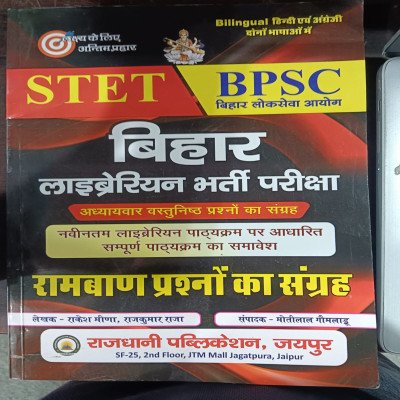 लक्ष्य के लिए
अन्तिम प्रहार
Bilingual हिन्दी एवं अंग्रेजी
दोनों भाषाओं में
STET
BPSC
बिहार लोकसेवा आयोग
बिहार
लाइब्रेरियन भर्ती परीक्षा
अध्यायवार वस्तुनिष्ठ प्रश्नों का संग्रह
नवीनतम लाइब्रेरियन पाठ्यक्रम पर आधारित
सम्पूर्ण पाठ्यक्रम का समावेश
रामबाण प्रश्नों का संग्रह
लेखक - राकेश मीणा, राजकुमार राजा
संपादक - मोतीलाल गीमलाडू
राजधानी पब्लिकेशन, जयपुर
SF-25, 2nd Floor, JTM Mall Jagatpura, Jaipur